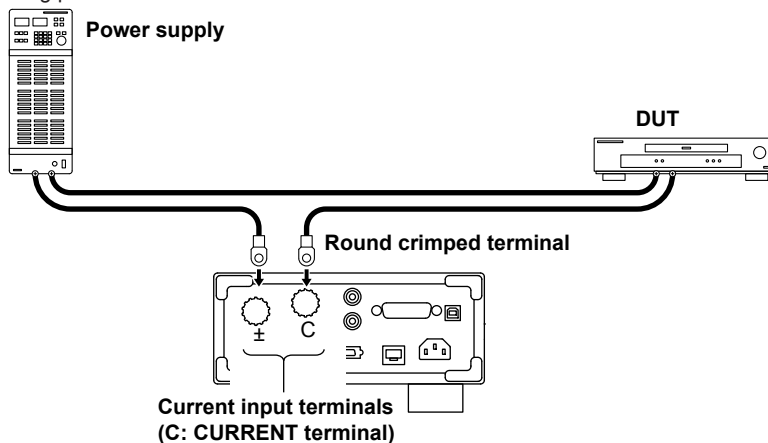 Power supply
DUT
Round crimped terminal
± C
Current input terminals
(C: CURRENT terminal)